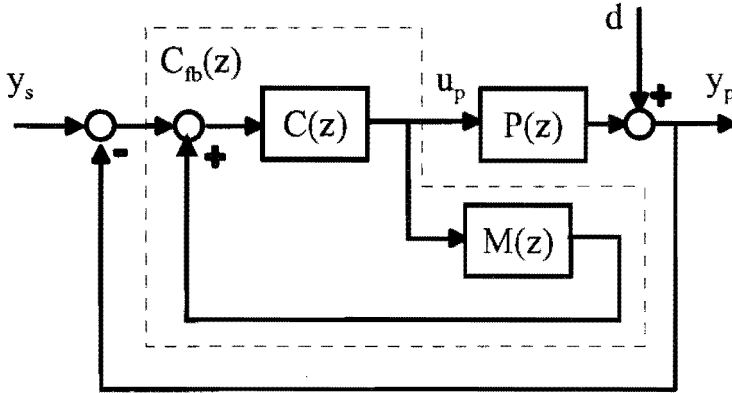 d
C_fb(z)
y_s
u_p
+
y_p
C(z)
P(z)
-
+
M(z)